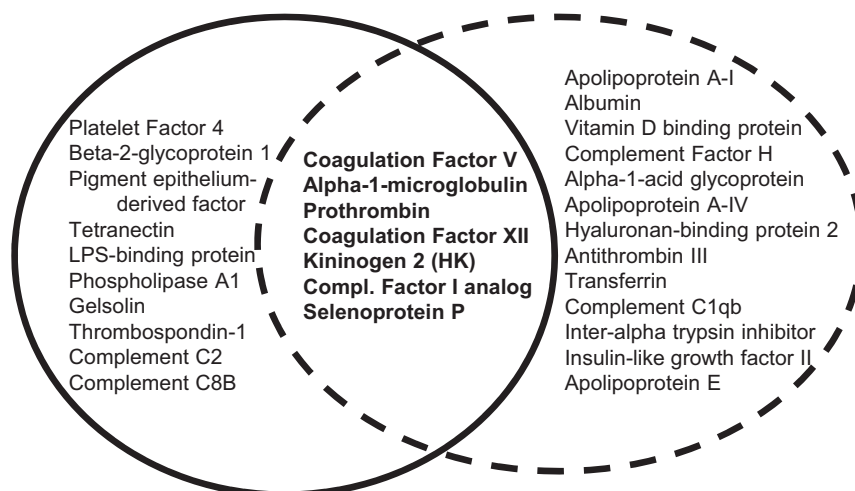 Platelet Factor 4
Beta-2-glycoprotein 1
Pigment epithelium-
derived factor
Tetranectin
LPS-binding protein
Phospholipase A1
Gelsolin
Thrombospondin-1
Complement C2
Complement C8B
Coagulation Factor V
Alpha-1-microglobulin
Prothrombin
Coagulation Factor XII
Kininogen 2 (HK)
Compl. Factor I analog
Selenoprotein P
Apolipoprotein A-I
Albumin
Vitamin D binding protein
Complement Factor H
Alpha-1-acid glycoprotein
Apolipoprotein A-IV
Hyaluronan-binding protein 2
Antithrombin III
Transferrin
Complement C1qb
Inter-alpha trypsin inhibitor
Insulin-like growth factor II
Apolipoprotein E